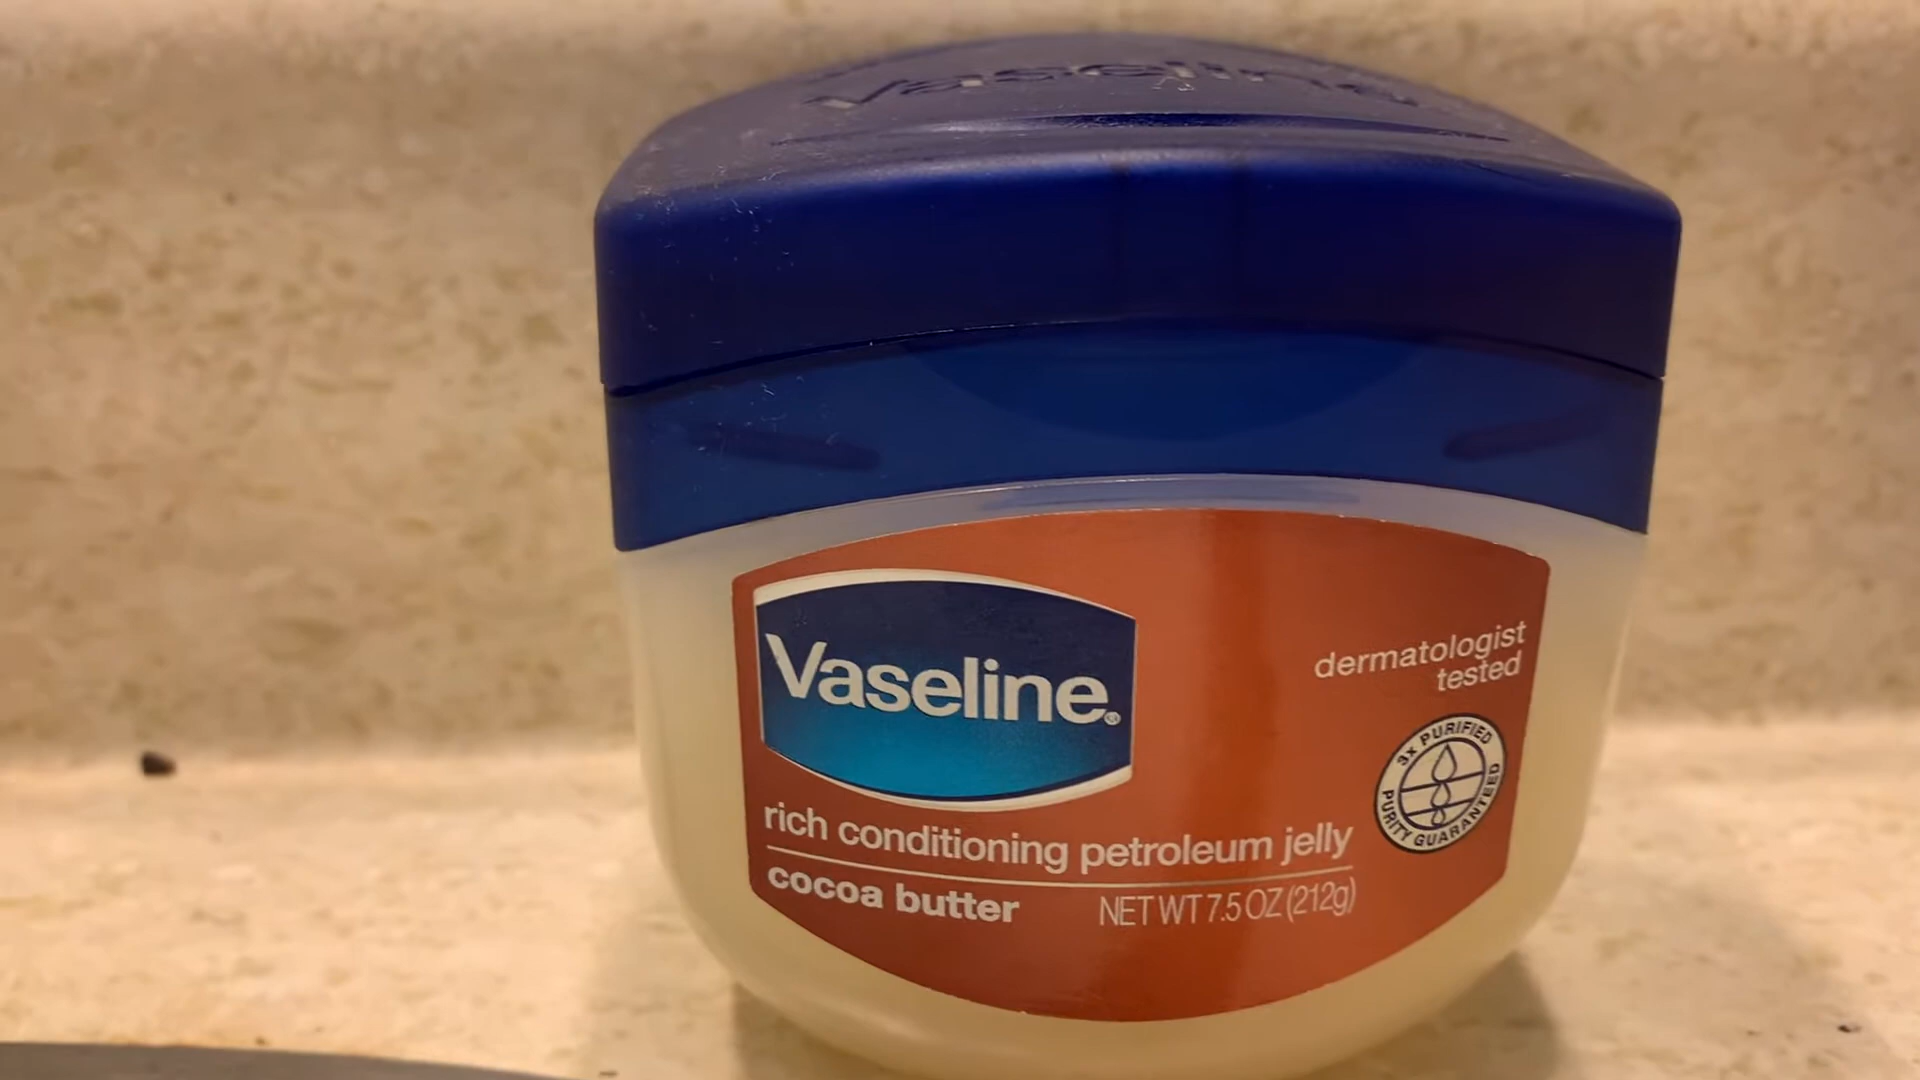 Vaseline
Vaseline®
dermatologist
tested
3x PURIFIED
PURITY GUARANTEED
rich conditioning petroleum jelly
cocoa butter
NET WT 7.5 OZ (212g)